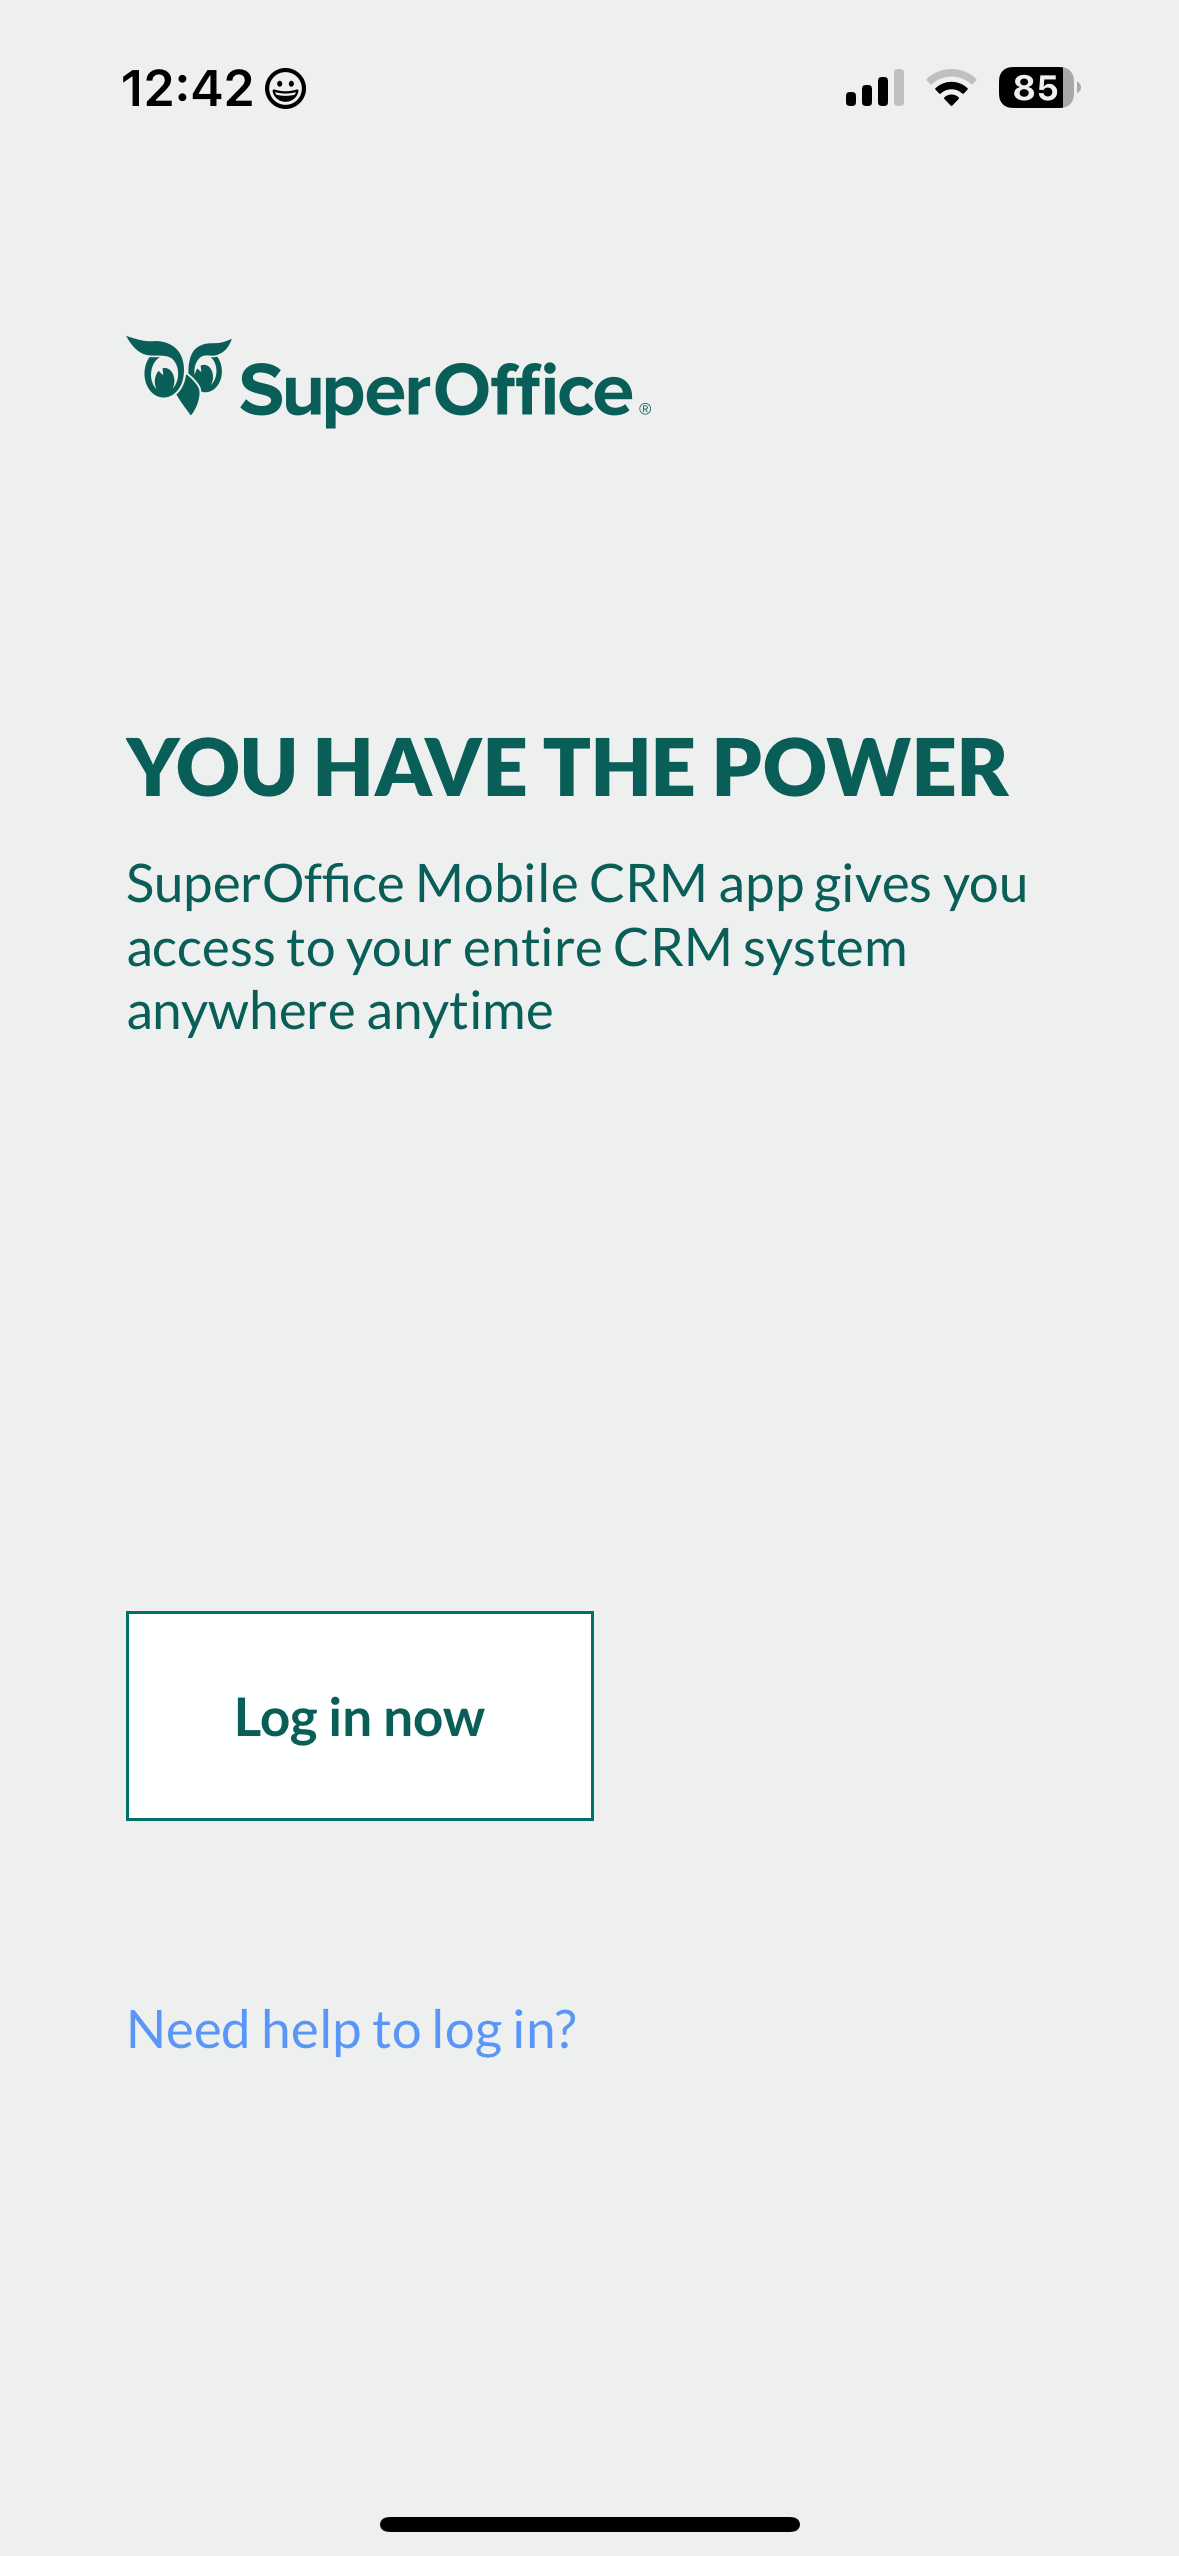 12:42
85
SuperOffice®
YOU HAVE THE POWER
SuperOffice Mobile CRM app gives you
access to your entire CRM system
anywhere anytime
Log in now
Need help to log in?